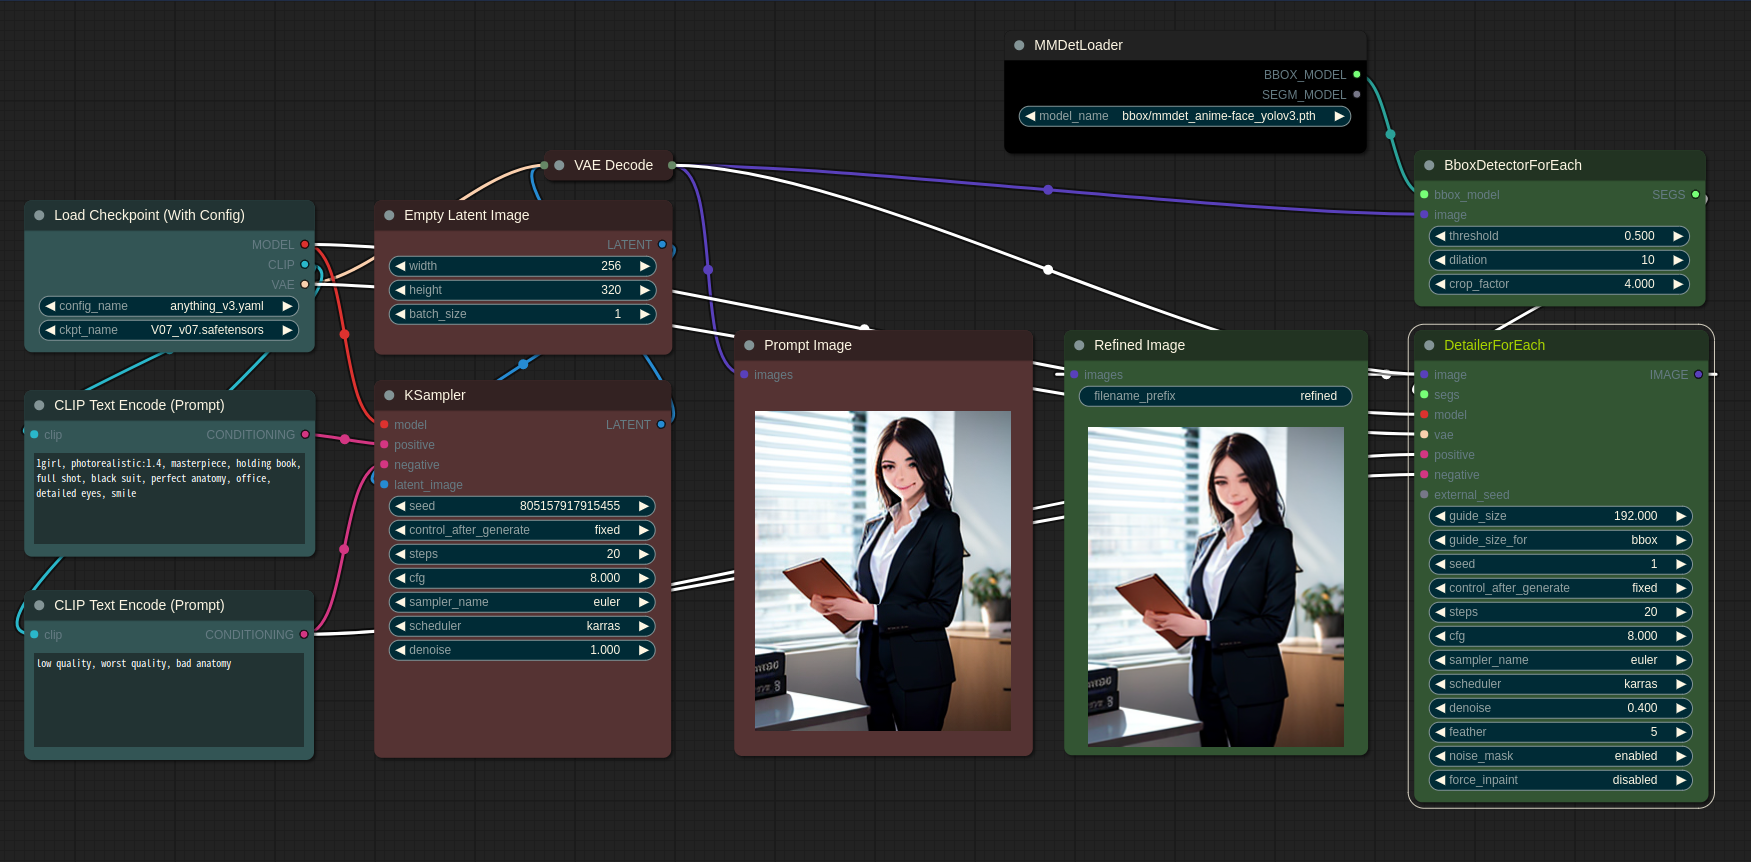 MMDetLoader
BBOX_MODEL
SEGM_MODEL
model_name bbox/mmdet_anime-face_yolov3.pth
VAE Decode
BboxDetectorForEach
bbox_model SEGS
image
threshold 0.500
dilation 10
crop_factor 4.000
Load Checkpoint (With Config)
MODEL
CLIP
VAE
config_name anything_v3.yaml
ckpt_name V07_v07.safetensors
Empty Latent Image
LATENT
width 256
height 320
batch_size 1
CLIP Text Encode (Prompt)
clip CONDITIONING
1girl, photorealistic:1.4, masterpiece, holding book,
full shot, black suit, perfect anatomy, office,
detailed eyes, smile
CLIP Text Encode (Prompt)
clip CONDITIONING
low quality, worst quality, bad anatomy
KSampler
model LATENT
positive
negative
latent_image
seed 805157917915455
control_after_generate fixed
steps 20
cfg 8.000
sampler_name euler
scheduler karras
denoise 1.000
Prompt Image
images
Refined Image
images
filename_prefix refined
DetailerForEach
image IMAGE
segs
model
vae
positive
negative
external_seed
guide_size 192.000
guide_size_for bbox
seed 1
control_after_generate fixed
steps 20
cfg 8.000
sampler_name euler
scheduler karras
denoise 0.400
feather 5
noise_mask enabled
force_inpaint disabled